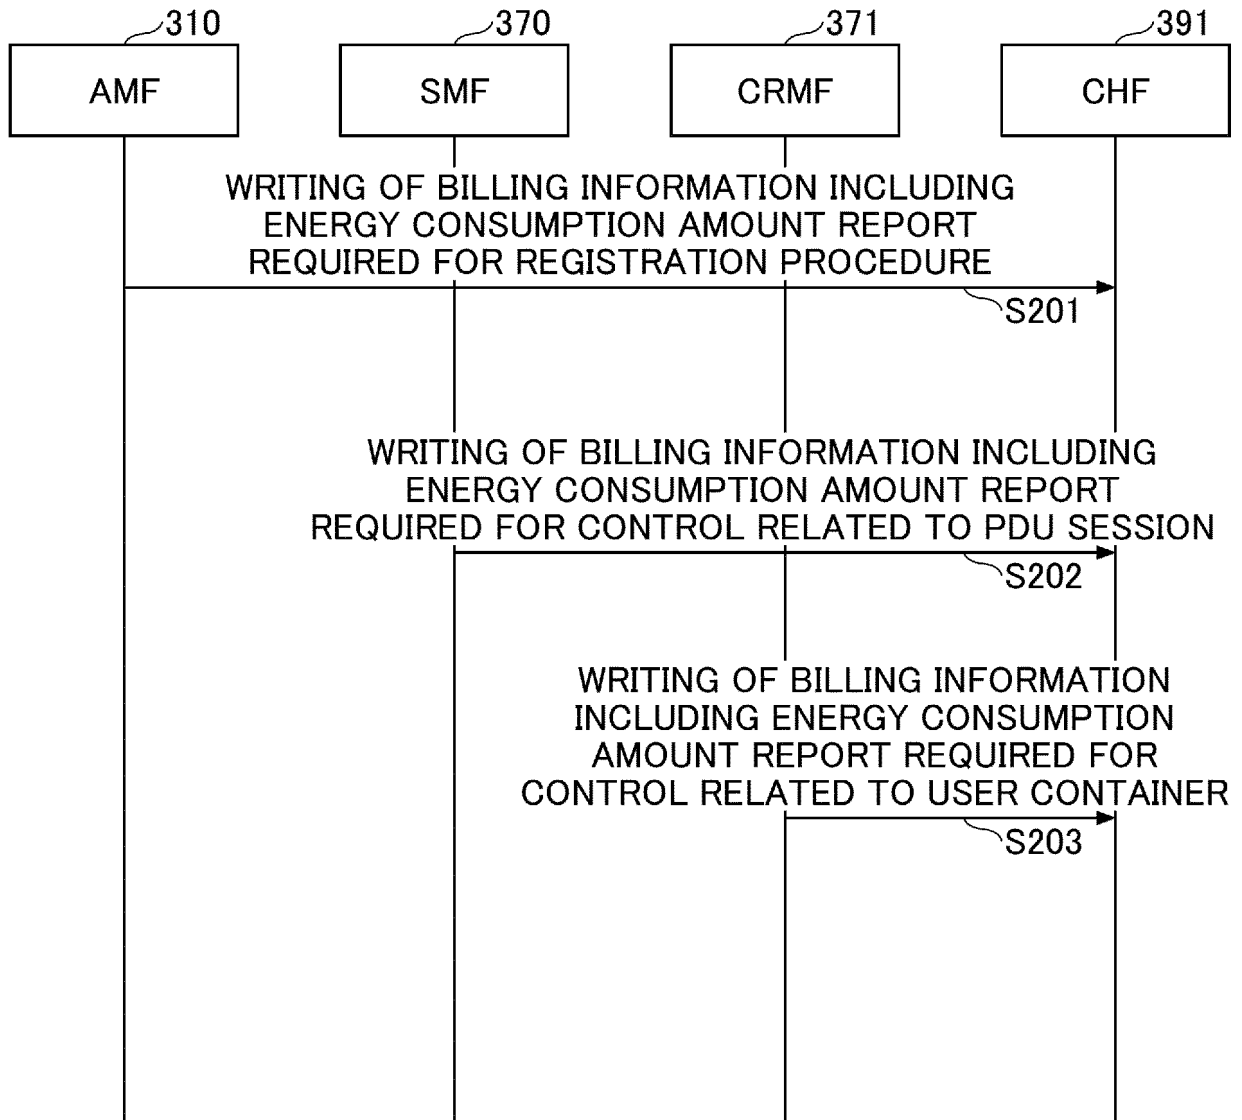 310
370
371
391
AMF
SMF
CRMF
CHF
WRITING OF BILLING INFORMATION INCLUDING
ENERGY CONSUMPTION AMOUNT REPORT
REQUIRED FOR REGISTRATION PROCEDURE
S201
WRITING OF BILLING INFORMATION INCLUDING
ENERGY CONSUMPTION AMOUNT REPORT
REQUIRED FOR CONTROL RELATED TO PDU SESSION
S202
WRITING OF BILLING INFORMATION
INCLUDING ENERGY CONSUMPTION
AMOUNT REPORT REQUIRED FOR
CONTROL RELATED TO USER CONTAINER
S203